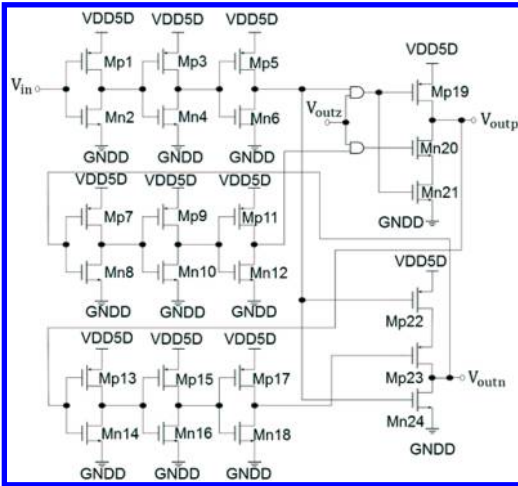 VDD5D VDD5D VDD5D
Mp1 Mp3 Mp5
VDD5D
Mp19
Vin
Voutz
Voutp
Mn2 Mn4 Mn6
Mn20
GNDD GNDD GNDD
VDD5D VDD5D VDD5D
Mn21
Mp7 Mp9 Mp11
GNDD
Mn8 Mn10 Mn12
VDD5D
GNDD GNDD GNDD
Mp22
VDD5D VDD5D VDD5D
Mp13 Mp15 Mp17
Mp23
Voutn
Mn24
Mn14 Mn16 Mn18
GNDD
GNDD GNDD GNDD